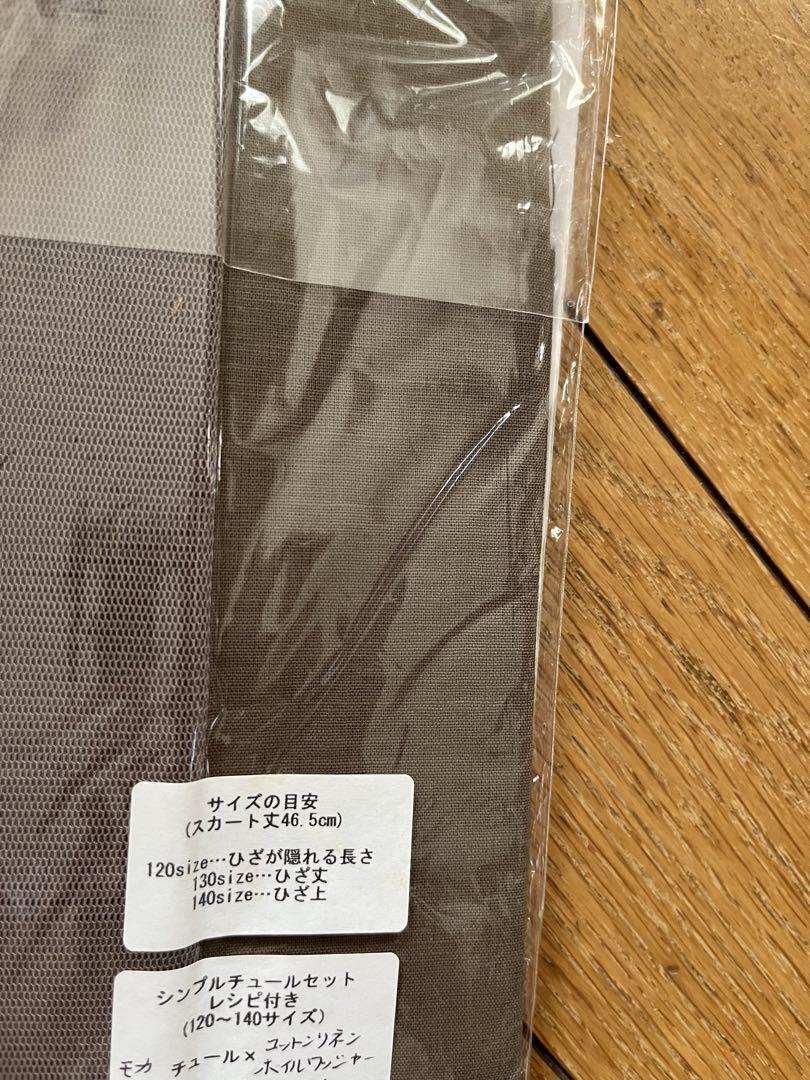 サイズの目安
(スカート丈46.5cm)
120size…ひざが隠れる長さ
130size…ひざ丈
140size…ひざ上
シンプルチュールセット
レシピ付き
(120～140サイズ)
モカ チュール× コットンリネン
ホイルワッシャー